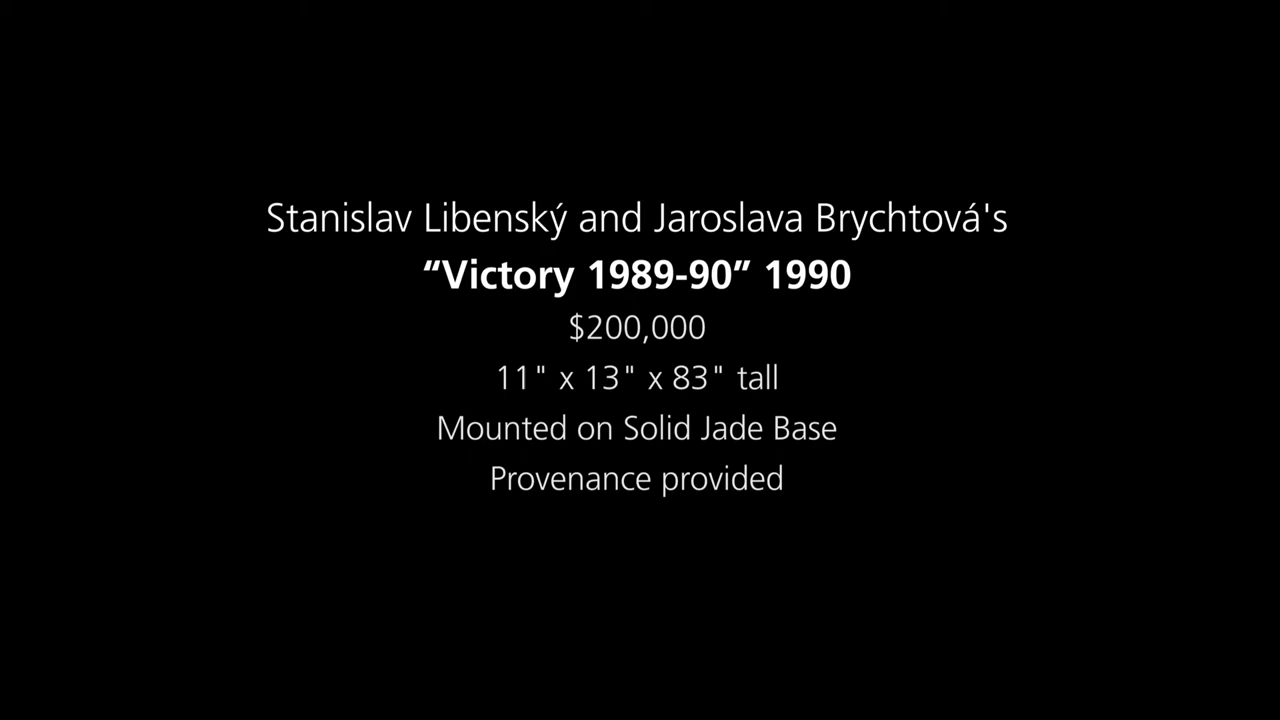 Stanislav Libenský and Jaroslava Brychtová's
“Victory 1989-90” 1990
$200,000
11" x 13" x 83" tall
Mounted on Solid Jade Base
Provenance provided